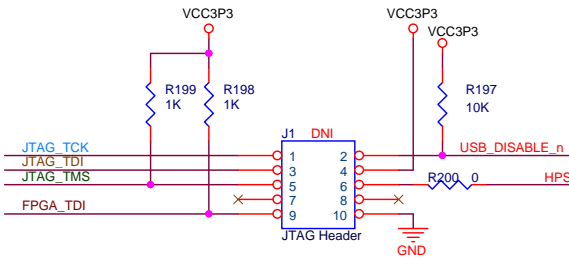 VCC3P3 VCC3P3
VCC3P3
R199 R198 R197
1K 1K 10K
J1 DNI
JTAG_TCK 1 2 USB_DISABLE_n
JTAG_TDI 3 4
JTAG_TMS 5 6 R200 0 HPS
7 8
FPGA_TDI 9 10
JTAG Header
GND